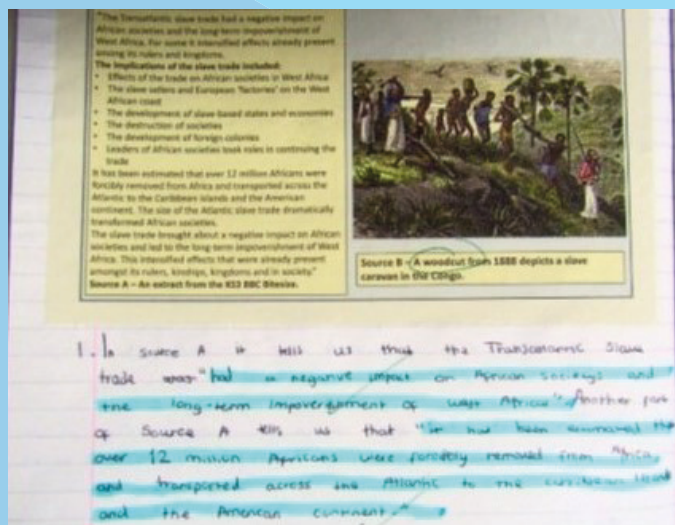 "The Transatlantic slave trade had a negative impact on
African societies and the long-term impoverishment of
West Africa. For some it intensified effects already present
among its rulers and kingdoms.
The implications of the slave trade included:
• Effects of the trade on African societies in West Africa
• The slave sellers and European 'factories' on the West
African coast
• The development of slave-based states and economies
• The destruction of societies
• The development of foreign colonies
• Leaders of African societies took roles in continuing the
trade
It has been estimated that over 12 million Africans were
forcibly removed from Africa and transported across the
Atlantic to the Caribbean islands and the American
continent. The size of the Atlantic slave trade dramatically
transformed African societies.
The slave trade brought about a negative impact on African
societies and led to the long-term impoverishment of West
Africa. This intensified effects that were already present
amongst its rulers, kinships, kingdoms and in society."
Source A – An extract from the KS3 BBC Bitesize.
Source B – A woodcut from 1888 depicts a slave
caravan in the Congo.
1. In source A it tells us that the Slave
trade "had a negative impact on African and
the long-term of West Africa". Another part
of Source A tells us that "it has been
over 12 million Africans were forcibly removed from Africa
and transported across the Atlantic to the
and the American continent."